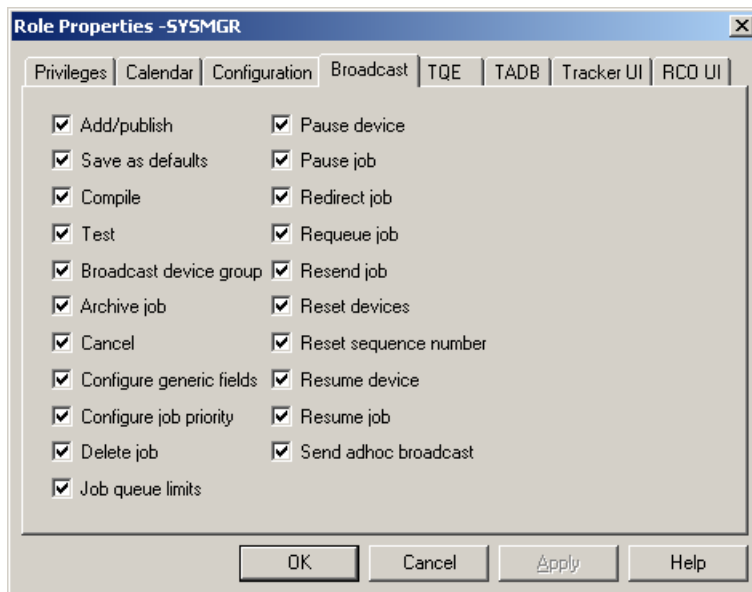 Role Properties -SYSMGR
Privileges Calendar Configuration Broadcast TQE TADB Tracker UI RCO UI
Add/publish
Save as defaults
Compile
Test
Broadcast device group
Archive job
Cancel
Configure generic fields
Configure job priority
Delete job
Job queue limits
Pause device
Pause job
Redirect job
Requeue job
Resend job
Reset devices
Reset sequence number
Resume device
Resume job
Send adhoc broadcast
OK Cancel Apply Help